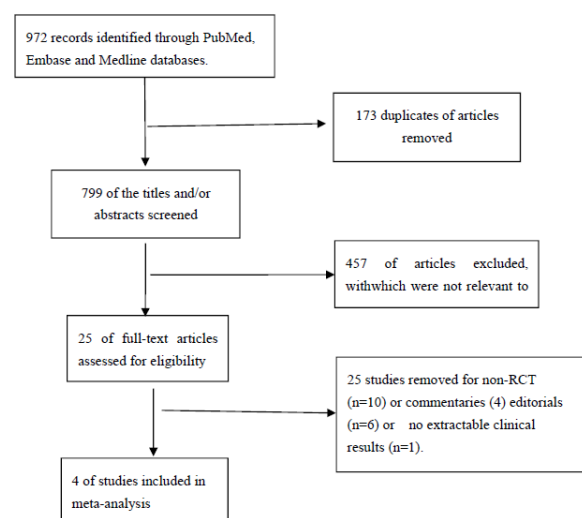 972 records identified through PubMed,
Embase and Medline databases.
173 duplicates of articles
removed
799 of the titles and/or
abstracts screened
457 of articles excluded,
withwhich were not relevant to
25 of full-text articles
assessed for eligibility
25 studies removed for non-RCT
(n=10) or commentaries (4) editorials
(n=6) or no extractable clinical
results (n=1).
4 of studies included in
meta-analysis